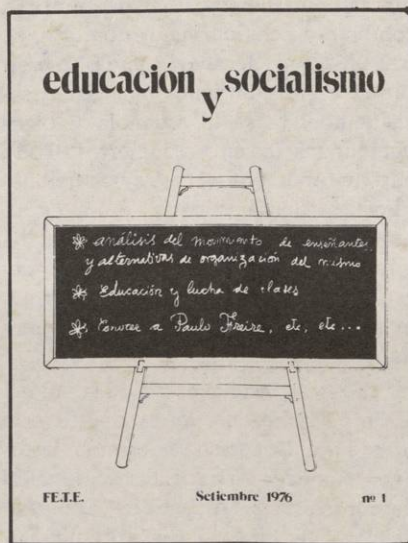 educación y socialismo
análisis del movimiento de enseñantes
y alternativas de organización del mismo
Educación y lucha de clases
Conocer a Paulo Freire, etc, etc...
FE.T.E. Setiembre 1976 nº 1